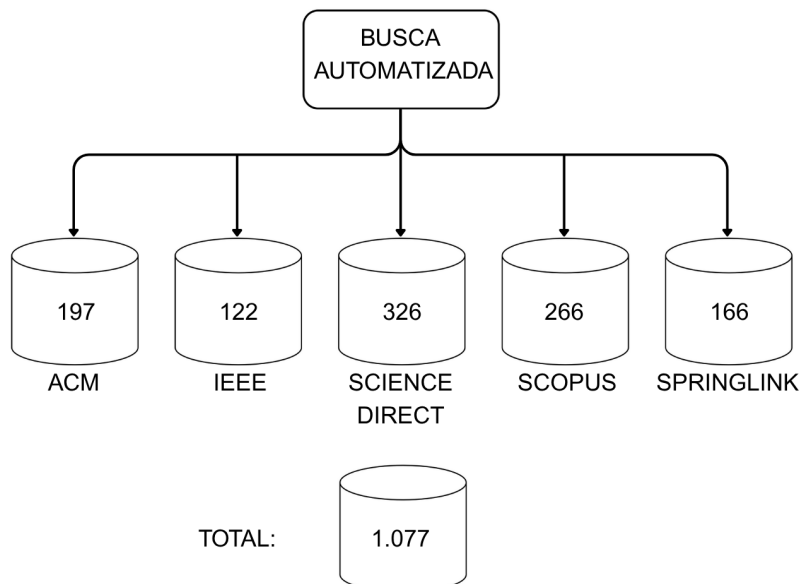 BUSCA
AUTOMATIZADA
197
122
326
266
166
ACM
IEEE
SCIENCE
DIRECT
SCOPUS
SPRINGLINK
TOTAL:
1.077